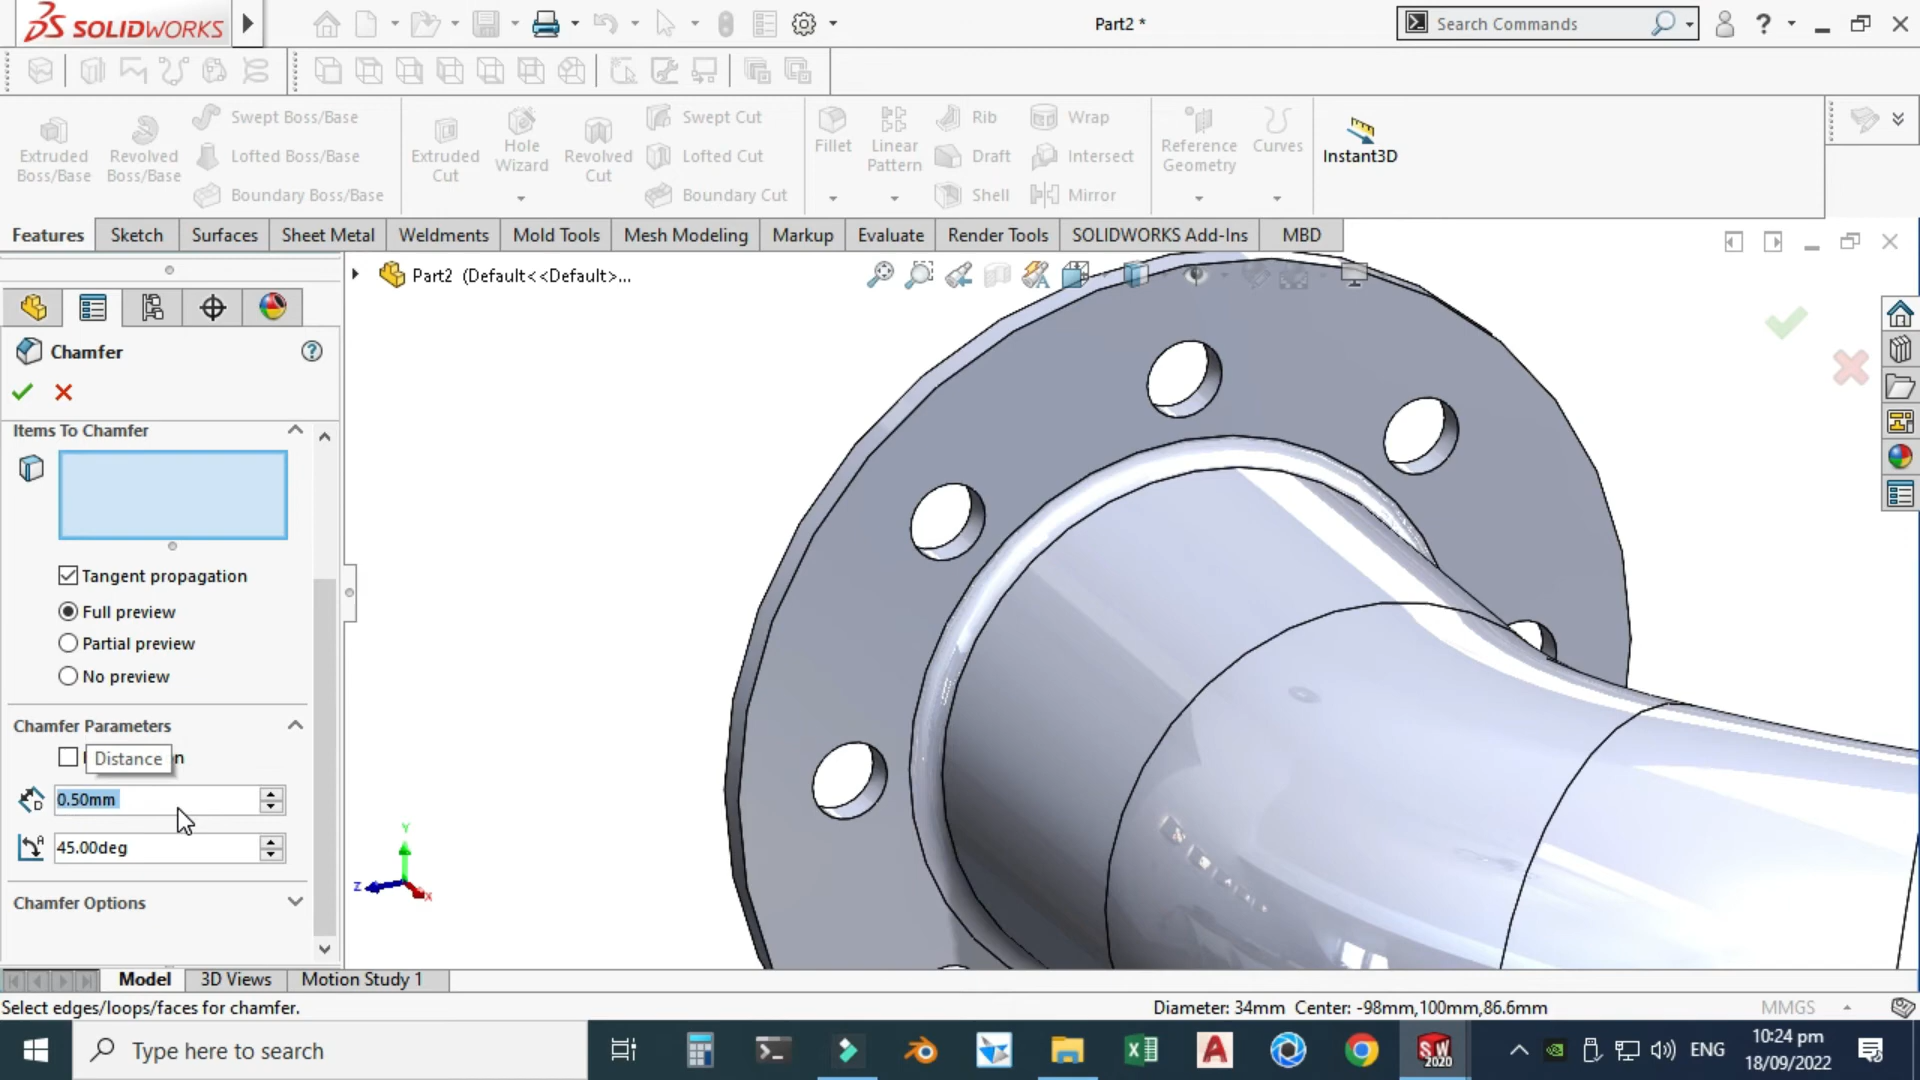 SOLIDWORKS
Part2 *
Search Commands
Extruded Boss/Base
Revolved Boss/Base
Swept Boss/Base
Lofted Boss/Base
Boundary Boss/Base
Extruded Cut
Hole Wizard
Revolved Cut
Swept Cut
Lofted Cut
Boundary Cut
Fillet
Linear Pattern
Rib
Draft
Shell
Wrap
Intersect
Mirror
Reference Geometry
Curves
Instant3D
Features
Sketch
Surfaces
Sheet Metal
Weldments
Mold Tools
Mesh Modeling
Markup
Evaluate
Render Tools
SOLIDWORKS Add-Ins
MBD
Part2 (Default<<Default>...
Chamfer
Items To Chamfer
Tangent propagation
Full preview
Partial preview
No preview
Chamfer Parameters
Distance
0.50mm
45.00deg
Chamfer Options
Y
Z
X
Model
3D Views
Motion Study 1
Select edges/loops/faces for chamfer.
Diameter: 34mm Center: -98mm,100mm,86.6mm
MMGS
Type here to search
SW
2020
ENG
10:24 pm
18/09/2022